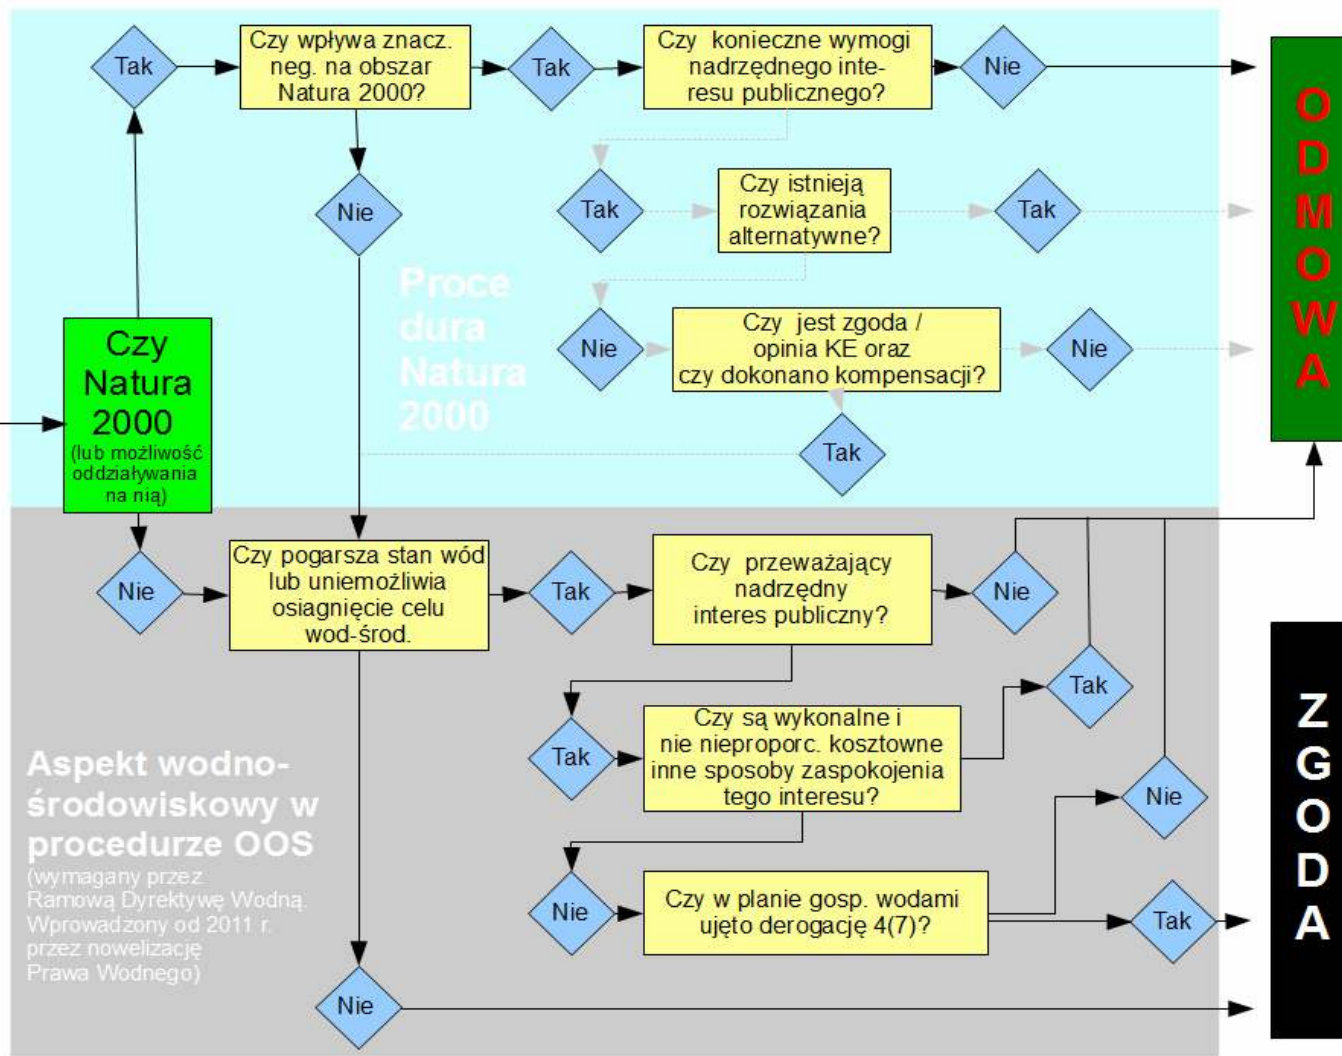 Tak
Czy wpływa znacz.
neg. na obszar
Natura 2000?
Tak
Czy  konieczne wymogi
nadrzędnego inte-
resu publicznego?
Nie
Nie
Tak
Czy istnieją
rozwiązania
alternatywne?
Tak
Proce
dura
Natura
2000
Nie
Czy  jest zgoda /
opinia KE oraz
czy dokonano kompensacji?
Nie
Tak
Czy
Natura
2000
(lub możliwość
oddziaływania
na nią)
O
D
M
O
W
A
Nie
Czy pogarsza stan wód
lub uniemożliwia
osiagnięcie celu
wod-środ.
Tak
Czy  przeważający
nadrzędny
interes publiczny?
Nie
Tak
Czy są wykonalne i
nie nieproporc. kosztowne
inne sposoby zaspokojenia
tego interesu?
Tak
Nie
Nie
Czy w planie gosp. wodami
ujęto derogację 4(7)?
Tak
Aspekt wodno-
środowiskowy w
procedurze OOS
(wymagany przez
Ramową Dyrektywę Wodną.
Wprowadzony od 2011 r.
przez nowelizację
Prawa Wodnego)
Nie
Z
G
O
D
A